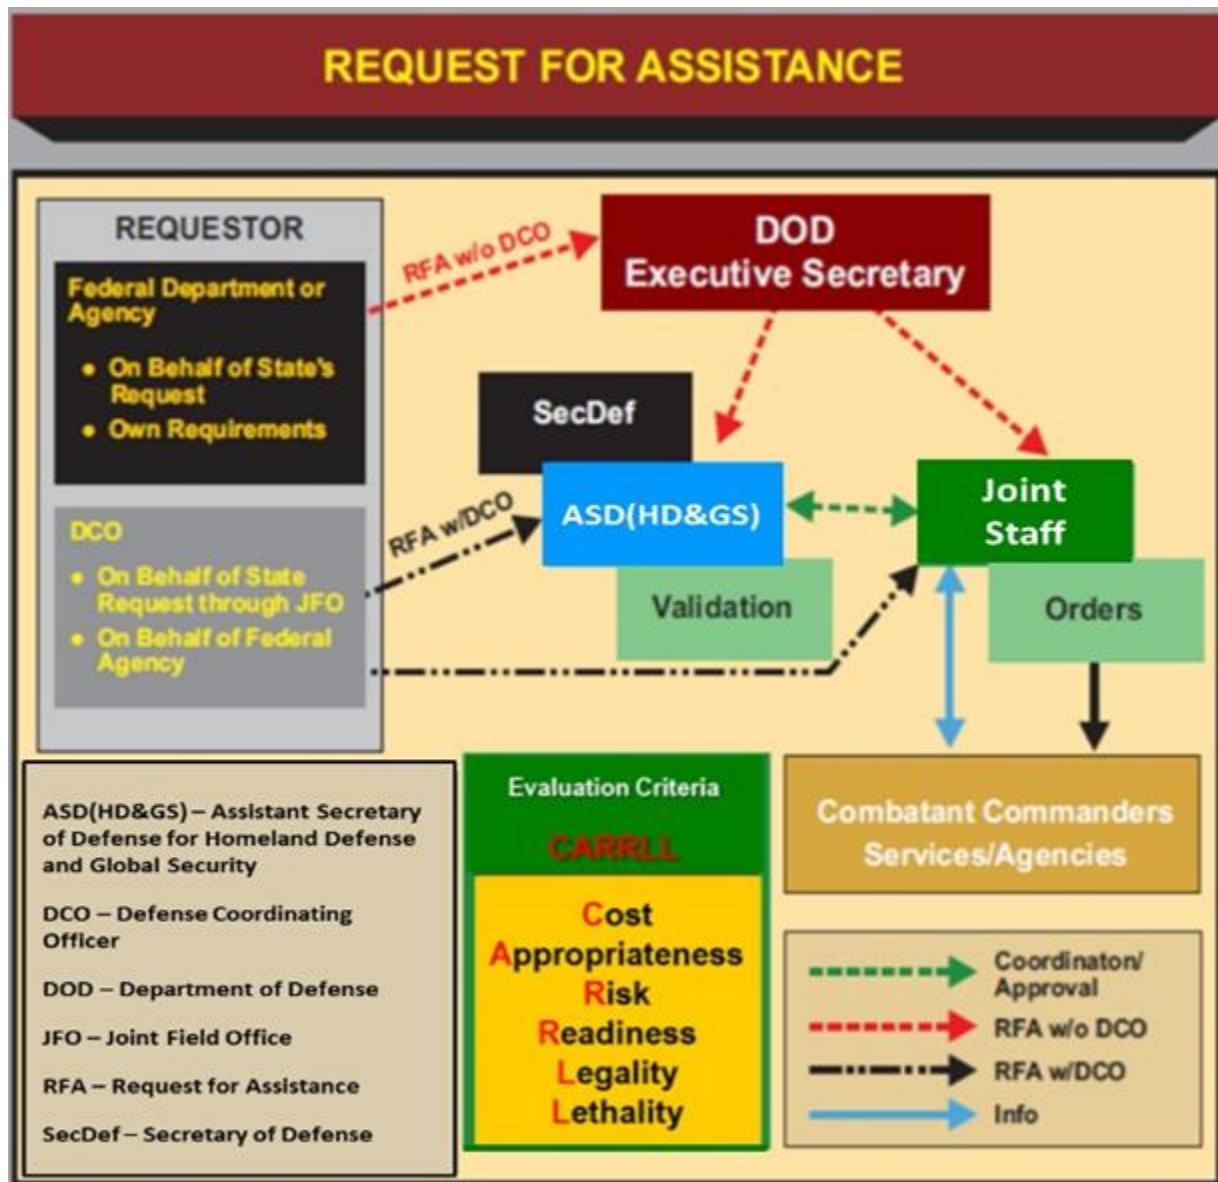 REQUEST FOR ASSISTANCE
REQUESTOR
Federal Department or
Agency
● On Behalf of State's
Request
● Own Requirements
DCO
● On Behalf of State
Request through JFO
● On Behalf of Federal
Agency
RFA w/o DCO
DOD
Executive Secretary
SecDef
RFA w/DCO
ASD(HD&GS)
Validation
Joint
Staff
Orders
ASD(HD&GS) – Assistant Secretary
of Defense for Homeland Defense
and Global Security
DCO – Defense Coordinating
Officer
DOD – Department of Defense
JFO – Joint Field Office
RFA – Request for Assistance
SecDef – Secretary of Defense
Evaluation Criteria
CARRLL
Cost
Appropriateness
Risk
Readiness
Legality
Lethality
Combatant Commanders
Services/Agencies
Coordinaton/
Approval
RFA w/o DCO
RFA w/DCO
Info